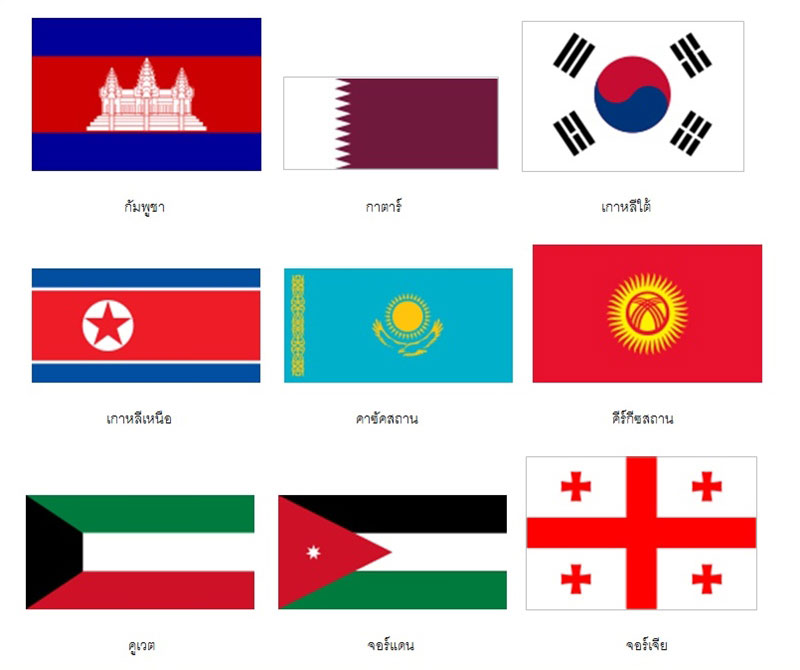 กัมพูชา
กาตาร์
เกาหลีใต้
เกาหลีเหนือ
คาซัคสถาน
คีร์กีซสถาน
คูเวต
จอร์แดน
จอร์เจีย